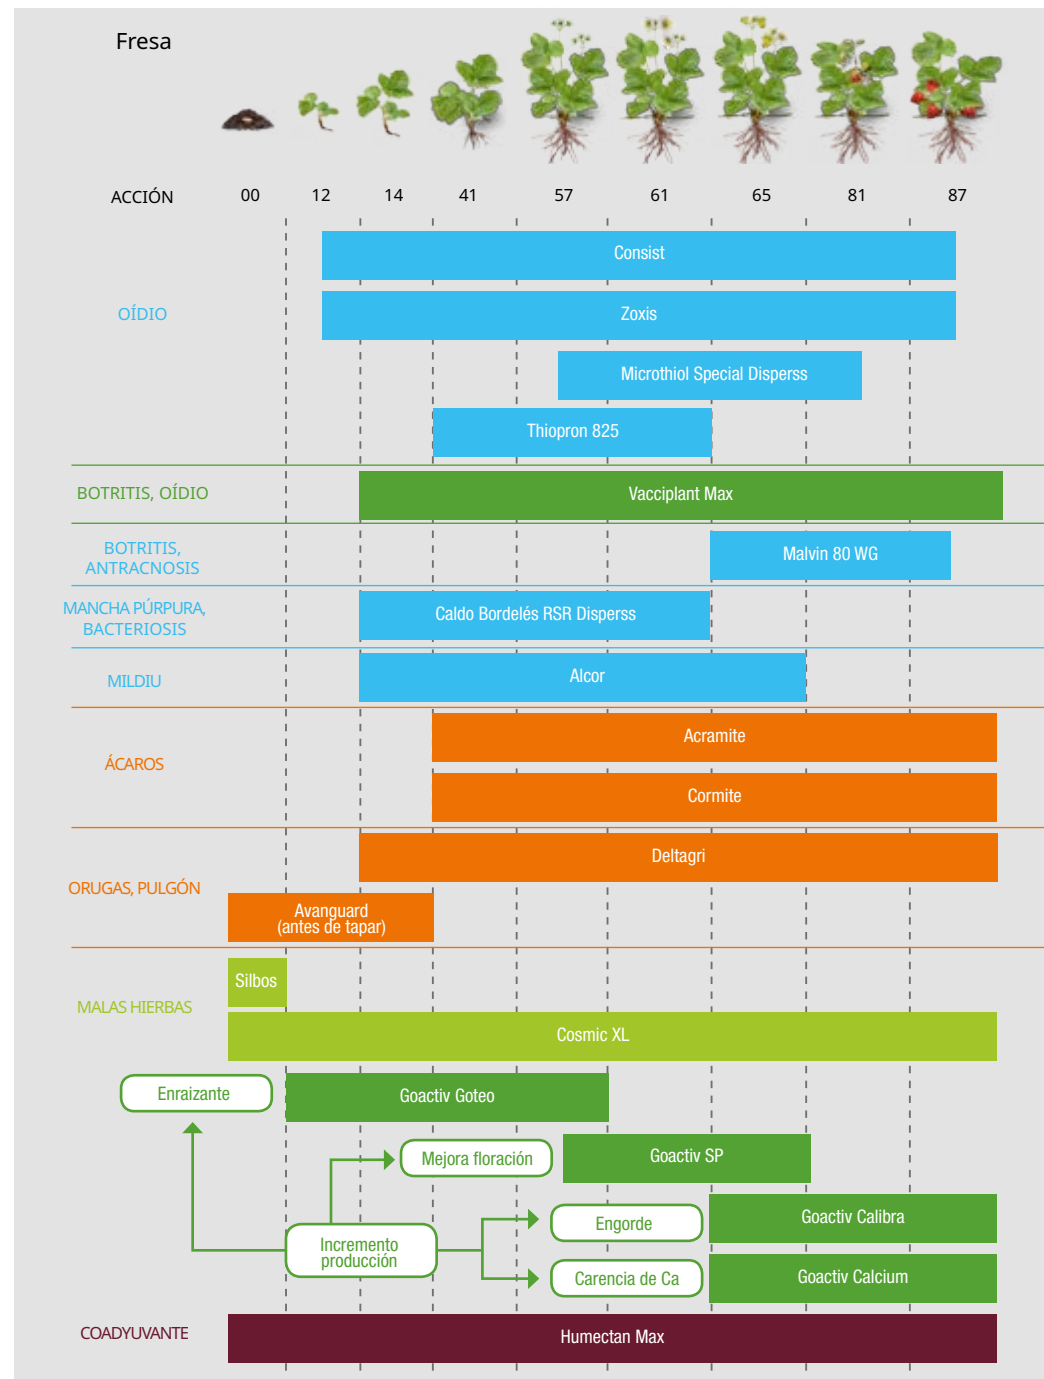 Fresa
ACCIÓN 00 12 14 41 57 61 65 81 87
Consist
OÍDIO
Zoxis
Microthiol Special Disperss
Thiopron 825
BOTRITIS, OÍDIO
Vacciplant Max
BOTRITIS,
ANTRACNOSIS
Malvin 80 WG
MANCHA PÚRPURA,
BACTERIOSIS
Caldo Bordelés RSR Disperss
MILDIU
Alcor
ÁCAROS
Acramite
Cormite
ORUGAS, PULGÓN
Deltagri
Avanguard
(antes de tapar)
MALAS HIERBAS
Silbos
Cosmic XL
Enraizante
Goactiv Goteo
Mejora floración
Goactiv SP
Incremento
producción
Engorde
Goactiv Calibra
Carencia de Ca
Goactiv Calcium
COADYUVANTE
Humectan Max